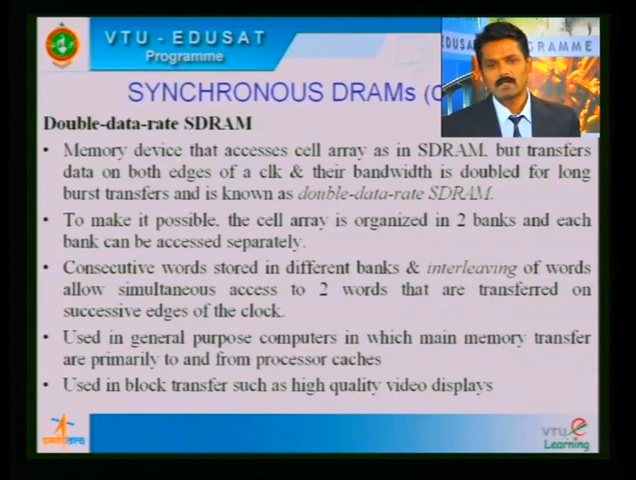 VTU - EDUSAT
Programme
EDUSA GRAMME
SYNCHRONOUS DRAMs (C
Double-data-rate SDRAM
• Memory device that accesses cell array as in SDRAM, but transfers
data on both edges of a clk & their bandwidth is doubled for long
burst transfers and is known as double-data-rate SDRAM.
• To make it possible, the cell array is organized in 2 banks and each
bank can be accessed separately.
• Consecutive words stored in different banks & interleaving of words
allow simultaneous access to 2 words that are transferred on
successive edges of the clock.
• Used in general purpose computers in which main memory transfer
are primarily to and from processor caches
• Used in block transfer such as high quality video displays
VTU e
Learning